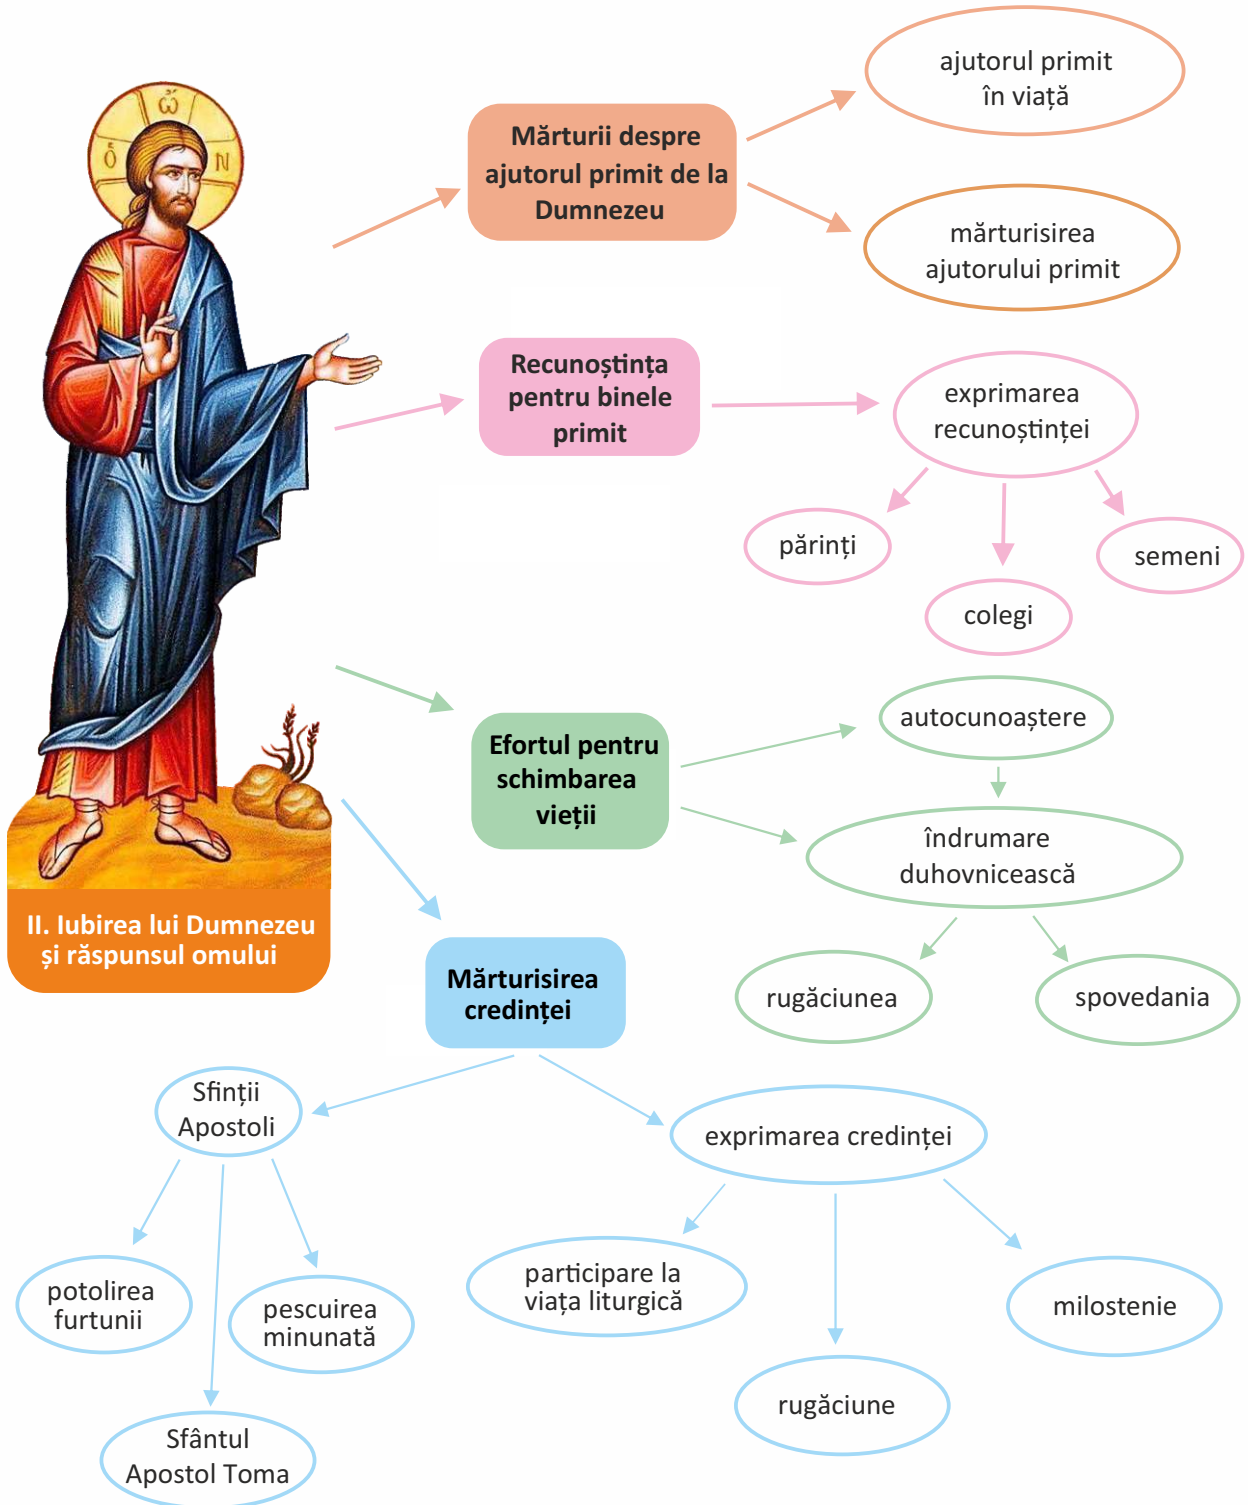 ajutorul primit
în viață
Mărturii despre
ajutorul primit de la
Dumnezeu
mărturisirea
ajutorului primit
ὁ ὤ Ν
Recunoștința
pentru binele
primit
exprimarea
recunoștinței
părinți
semeni
colegi
Efortul pentru
schimbarea
vieții
autocunoaștere
îndrumare
duhovnicească
rugăciunea
spovedania
II. Iubirea lui Dumnezeu
și răspunsul omului
Mărturisirea
credinței
Sfinții
Apostoli
exprimarea credinței
potolirea
furtunii
pescuirea
minunată
Sfântul
Apostol Toma
participare la
viața liturgică
rugăciune
milostenie